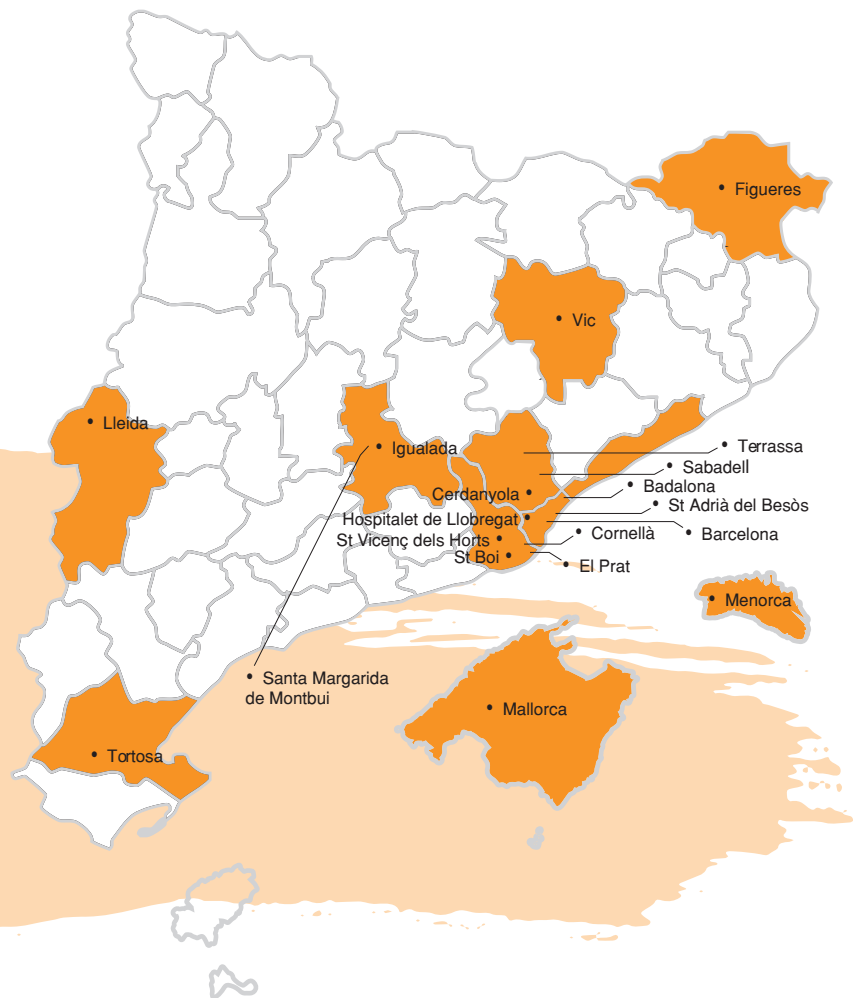 Figueres
Vic
Lleida
Igualada
Terrassa
Sabadell
Cerdanyola
Badalona
St Adrià del Besòs
Hospitalet de Llobregat
Cornellà
Barcelona
St Vicenç dels Horts
St Boi
El Prat
Menorca
Santa Margarida
de Montbui
Mallorca
Tortosa